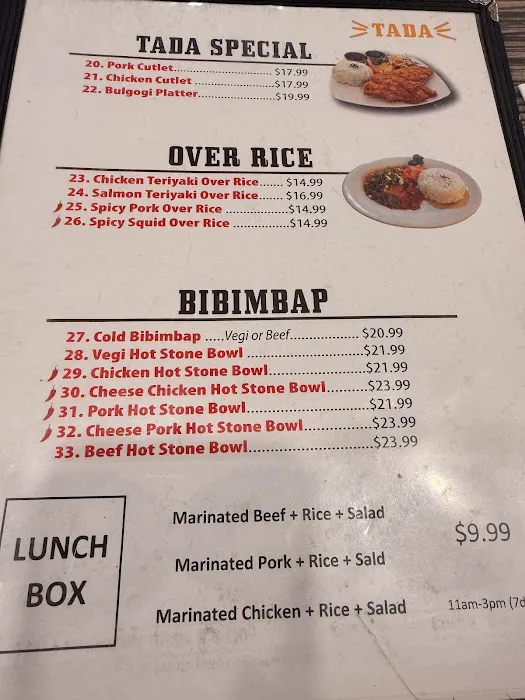 TADA
TADA SPECIAL
20. Pork Cutlet..........................$17.99
21. Chicken Cutlet.....................$17.99
22. Bulgogi Platter.....................$19.99
OVER RICE
23. Chicken Teriyaki Over Rice....... $14.99
24. Salmon Teriyaki Over Rice..... $16.99
25. Spicy Pork Over Rice ...............$14.99
26. Spicy Squid Over Rice ..............$14.99
BIBIMBAP
27. Cold Bibimbap .....Vegi or Beef.................. $20.99
28. Vegi Hot Stone Bowl ..............................$21.99
29. Chicken Hot Stone Bowl.........................$21.99
30. Cheese Chicken Hot Stone Bowl.........$23.99
31. Pork Hot Stone Bowl..............................$21.99
32. Cheese Pork Hot Stone Bowl...............$23.99
33. Beef Hot Stone Bowl...............................$23.99
LUNCH
BOX
Marinated Beef + Rice + Salad
Marinated Pork + Rice + Sald
Marinated Chicken + Rice + Salad
$9.99
11am-3pm (7d